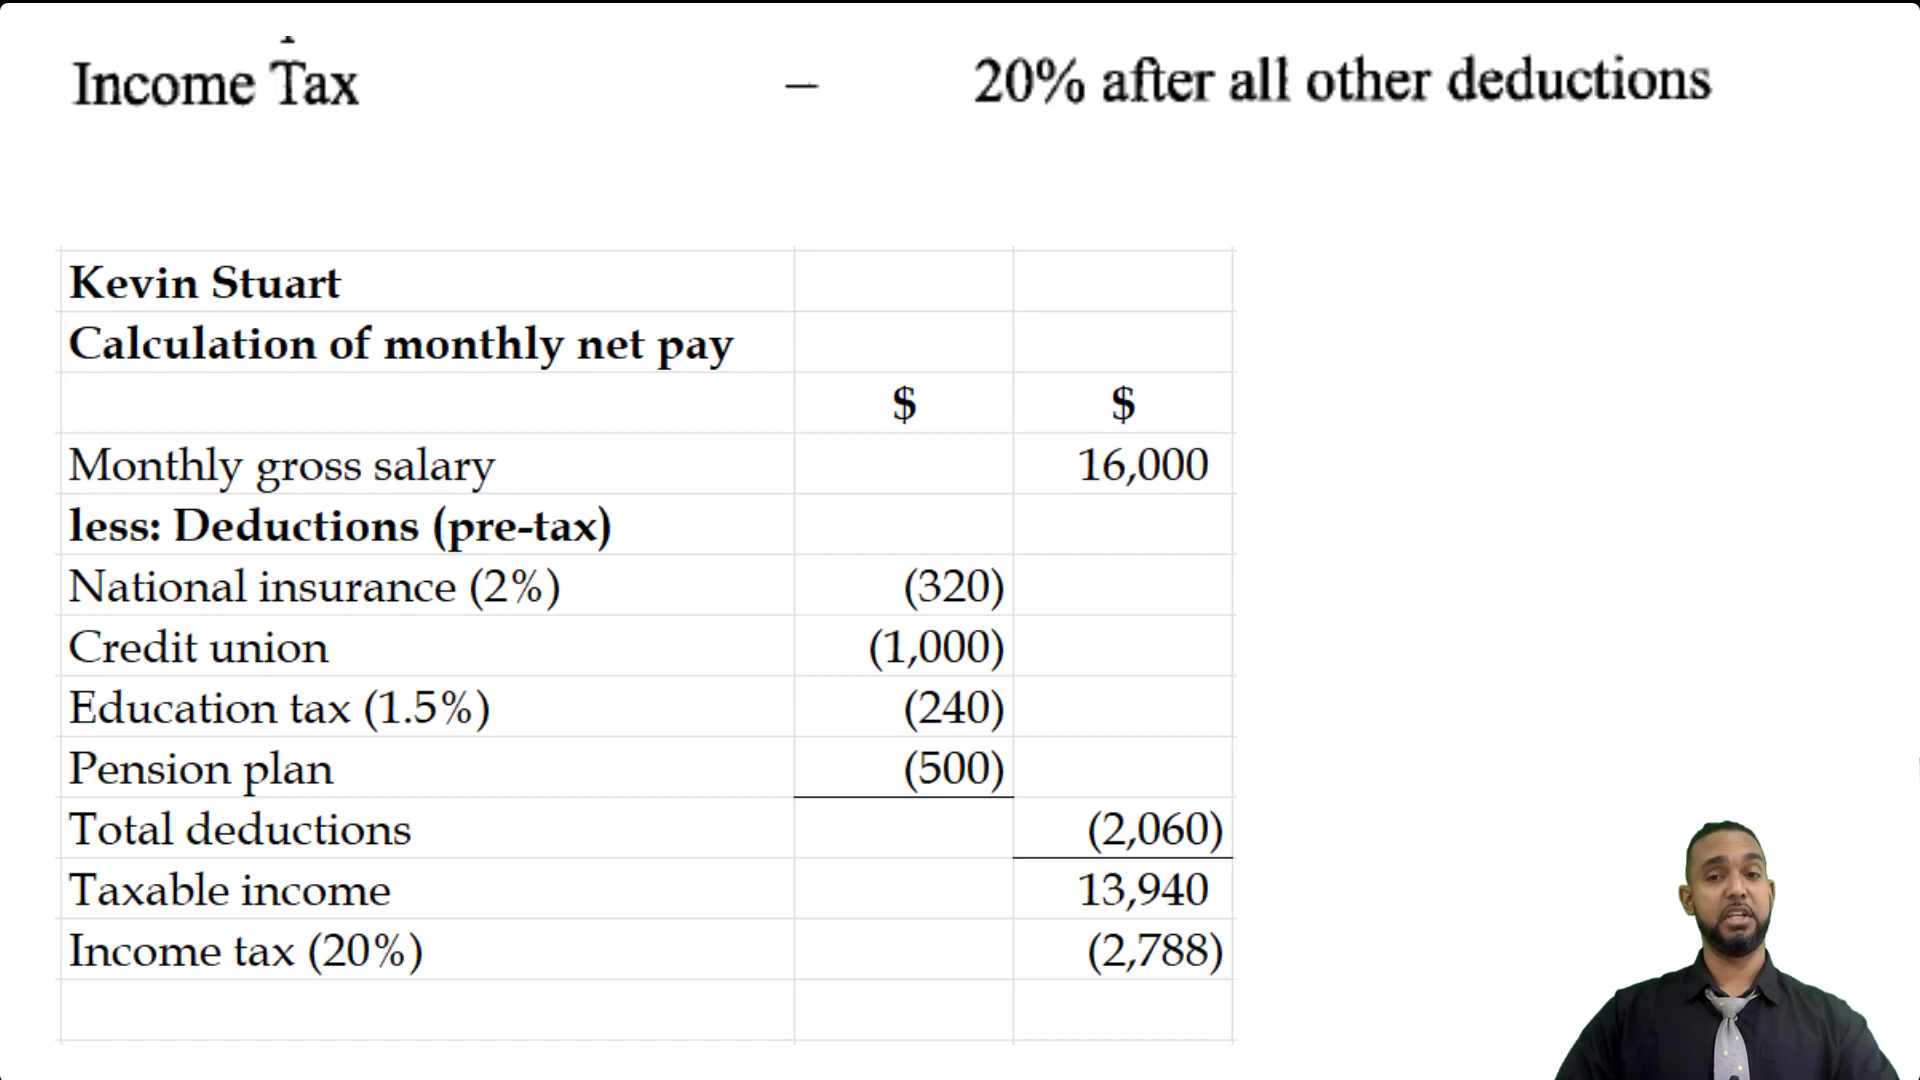 Income Tax – 20% after all other deductions
Kevin Stuart
Calculation of monthly net pay
$ $
Monthly gross salary 16,000
less: Deductions (pre-tax)
National insurance (2%) (320)
Credit union (1,000)
Education tax (1.5%) (240)
Pension plan (500)
Total deductions (2,060)
Taxable income 13,940
Income tax (20%) (2,788)